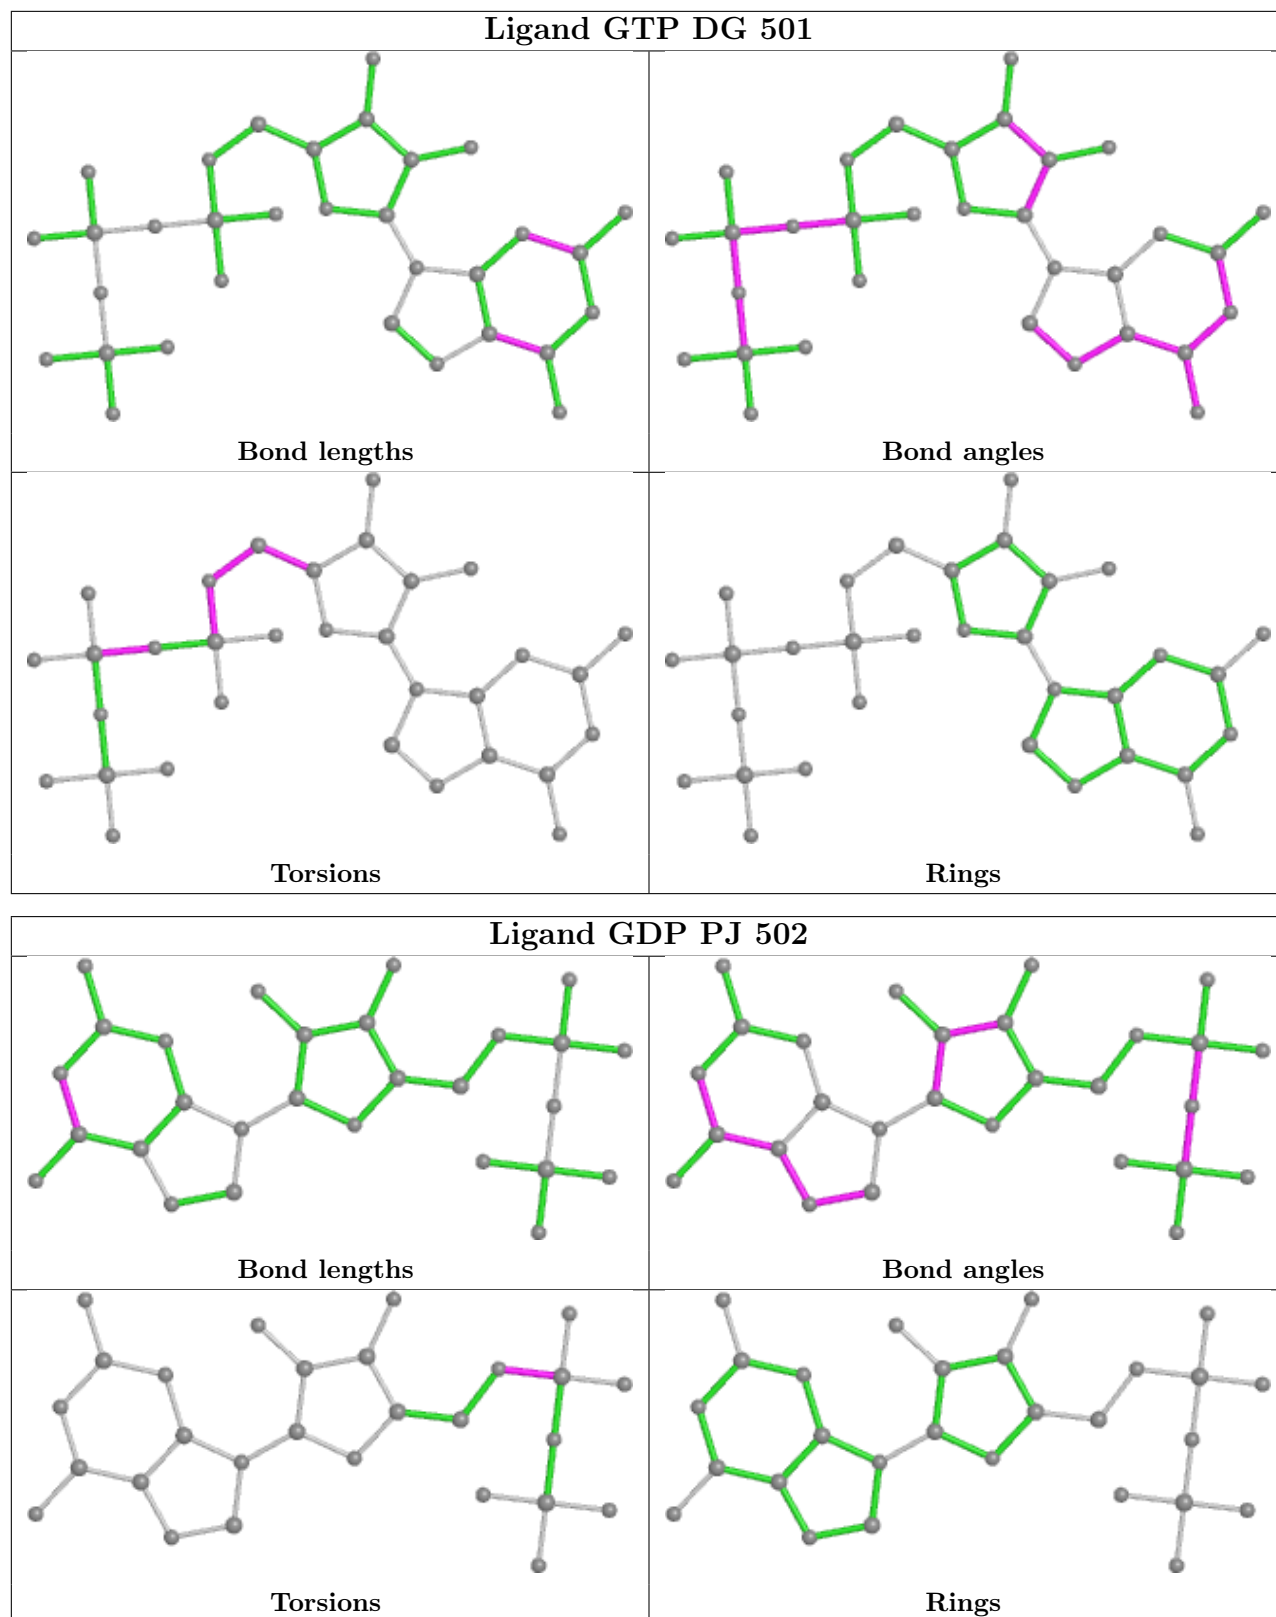 Ligand GTP DG 501
Bond lengths
Bond angles
Torsions
Rings
Ligand GDP PJ 502
Bond lengths
Bond angles
Torsions
Rings